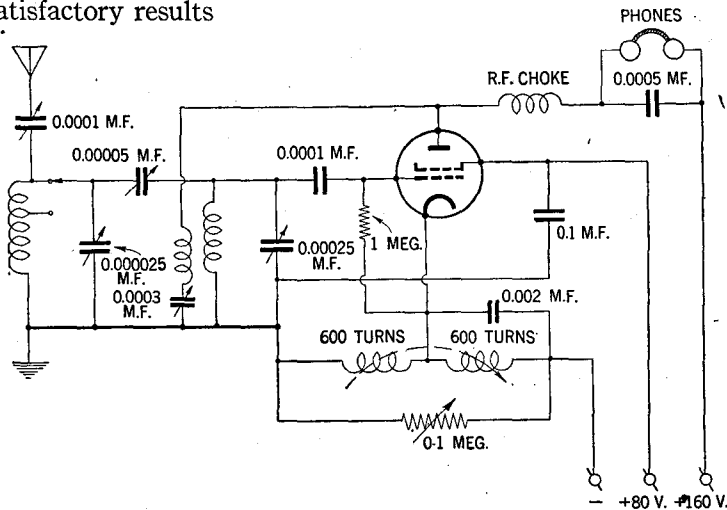 atisfactory results
PHONES
R.F. CHOKE
0.0005 MF.
0.0001 M.F.
0.00005 M.F.
0.0001 M.F.
1 MEG.
0.1 M.F.
0.00025
M.F.
0.000025
M.F.
0.0003
M.F.
0.002 M.F.
600 TURNS
600 TURNS
0-1 MEG.
− +80 V. +160 V.